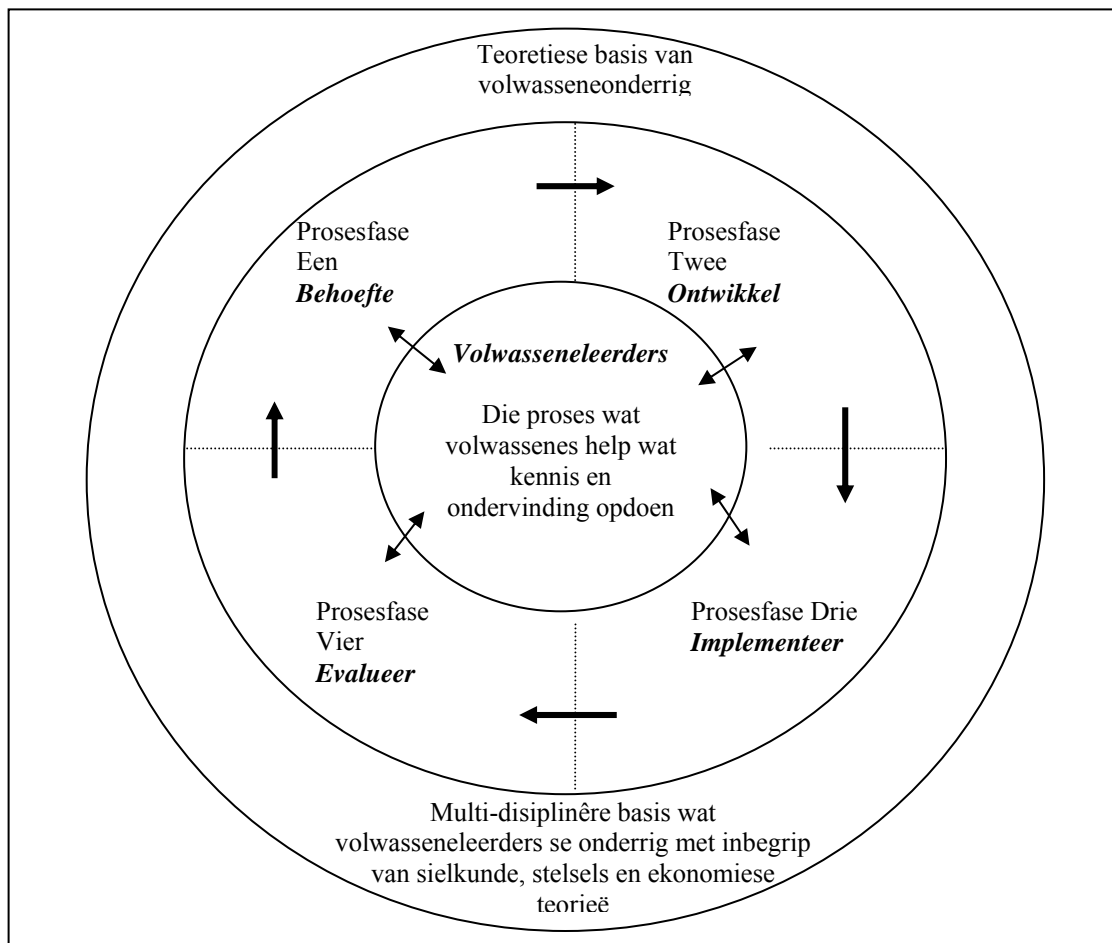 Teoretiese basis van
volwasseneonderrig
Prosesfase
Een
Behoefte
Prosesfase
Twee
Ontwikkel
Volwasseneleerders
Die proses wat
volwassenes help wat
kennis en
ondervinding opdoen
Prosesfase
Vier
Evalueer
Prosesfase Drie
Implementeer
Multi-disiplinêre basis wat
volwasseneleerders se onderrig met inbegrip
van sielkunde, stelsels en ekonomiese
teorieë